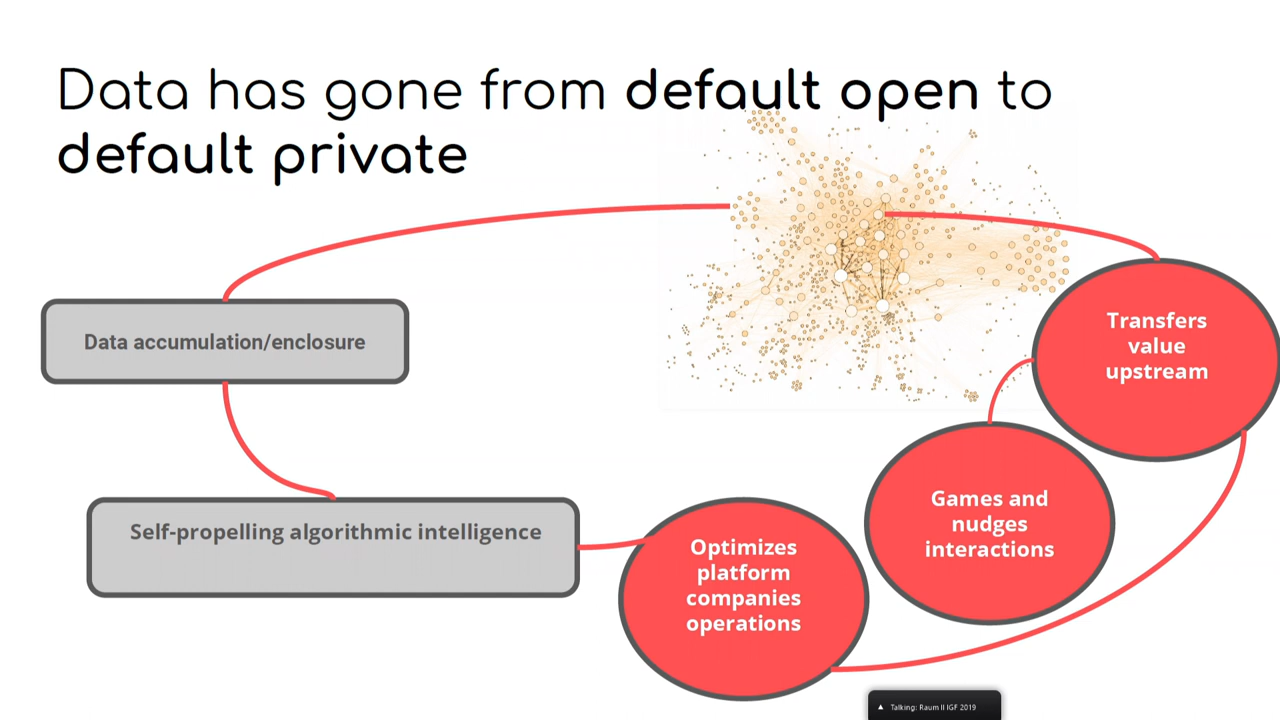 Data has gone from default open to
default private
Data accumulation/enclosure
Transfers
value
upstream
Self-propelling algorithmic intelligence
Games and
nudges
interactions
Optimizes
platform
companies
operations
Talking: Raum II IGF 2019